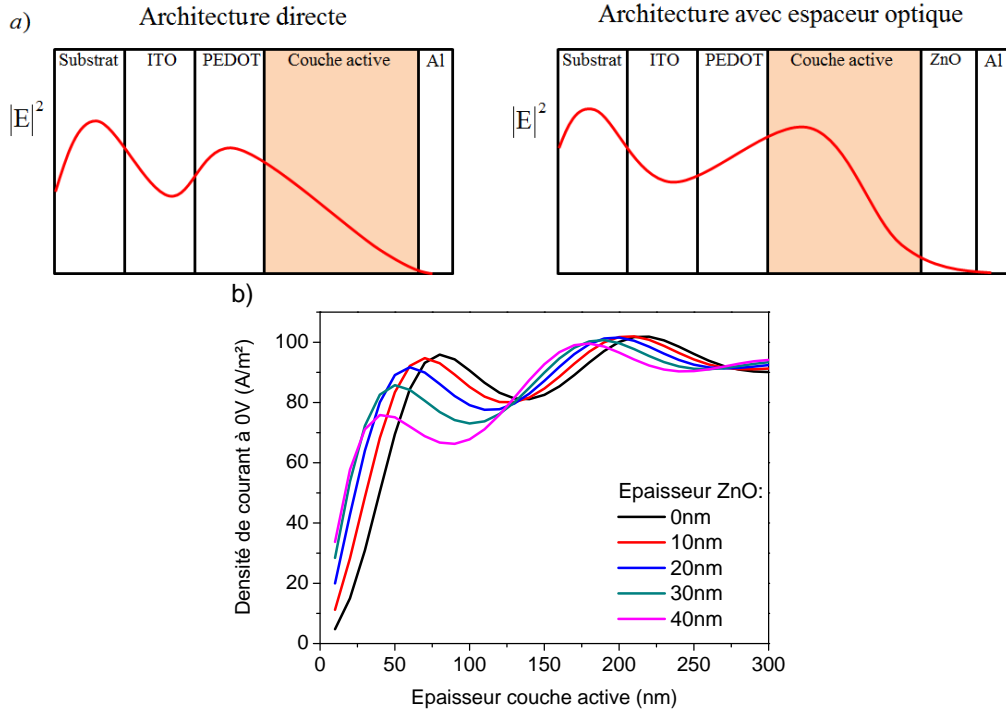 a)
Architecture directe
Architecture avec espaceur optique
Substrat ITO PEDOT Couche active Al
|E|²
Substrat ITO PEDOT Couche active ZnO Al
|E|²
b)
Densité de courant à 0V (A/m²)
100
80
60
40
20
0
Epaisseur ZnO:
0nm
10nm
20nm
30nm
40nm
0 50 100 150 200 250 300
Epaisseur couche active (nm)